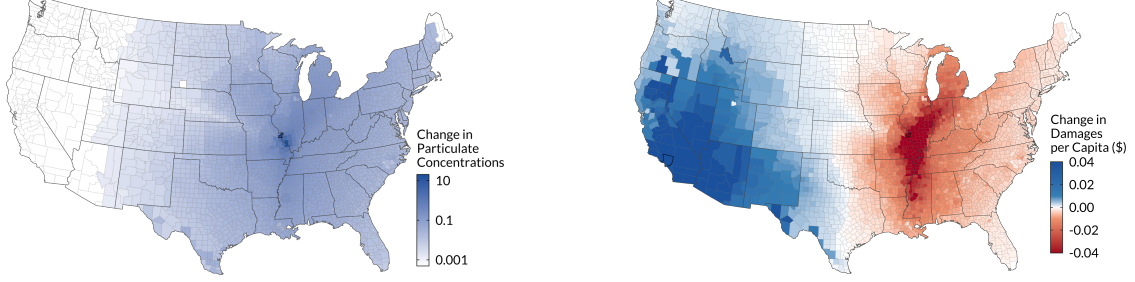 Change in
Particulate
Concentrations
10
0.1
0.001
Change in
Damages
per Capita ($)
0.04
0.02
0.00
-0.02
-0.04